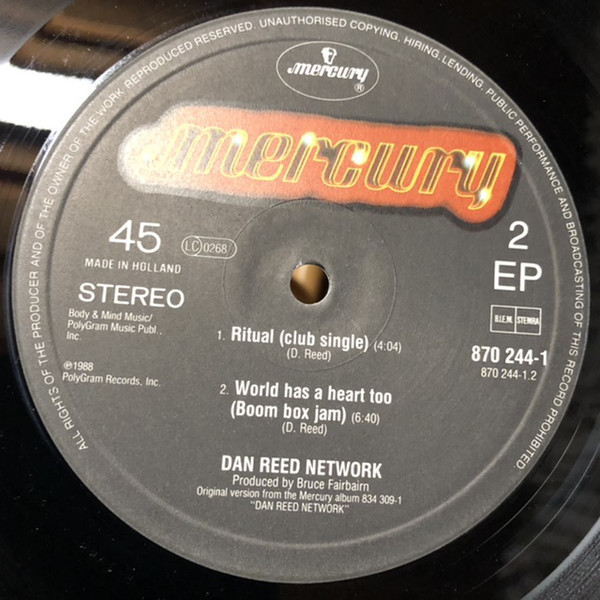 ALL RIGHTS OF THE PRODUCER AND OF THE OWNER OF THE WORK REPRODUCED RESERVED. UNAUTHORISED COPYING, HIRING, LENDING, PUBLIC PERFORMANCE AND BROADCASTING OF THIS RECORD PROHIBITED.
mercury
®
mercury
45
LC 0268
MADE IN HOLLAND
STEREO
Body & Mind Music/
PolyGram Music Publ.,
Inc.
℗1988
PolyGram Records, Inc.
2
EP
B.I.E.M. STEMRA
870 244-1
870 244-1.2
1. Ritual (club single) (4:04)
(D. Reed)
2. World has a heart too
(Boom box jam) (6:40)
(D. Reed)
DAN REED NETWORK
Produced by Bruce Fairbairn
Original version from the Mercury album 834 309-1
"DAN REED NETWORK"